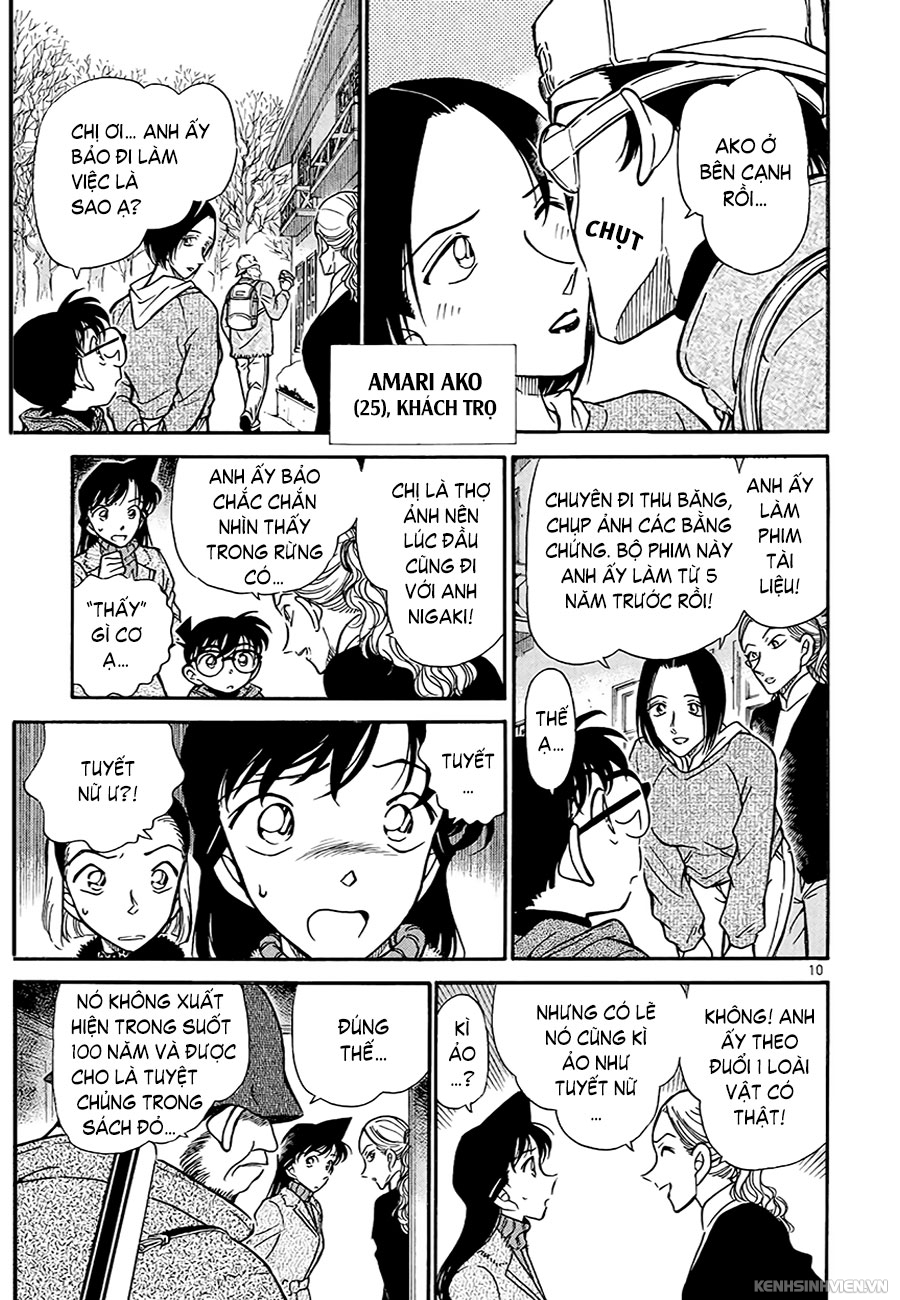 AKO Ở
BÊN CẠNH
RỒI...
CHỤT
AMARI AKO
(25), KHÁCH TRỌ
CHỊ ƠI... ANH ẤY
BẢO ĐI LÀM
VIỆC LÀ
SAO Ạ?
ANH ẤY
LÀM
PHIM
TÀI
LIỆU!
CHUYÊN ĐI THU BĂNG,
CHỤP ẢNH CÁC BẰNG
CHỨNG. BỘ PHIM NÀY
ANH ẤY LÀM TỪ 5
NĂM TRƯỚC RỒI!
THẾ
Ạ...
CHỊ LÀ THỢ
ẢNH NÊN
LÚC ĐẦU
CŨNG ĐI
VỚI ANH
NIGAKI!
ANH ẤY BẢO
CHẮC CHẮN
NHÌN THẤY
TRONG RỪNG
CÓ...
“THẤY”
GÌ CƠ
Ạ...
TUYẾT
...
TUYẾT
NỮ Ư?!
10
KHÔNG! ANH
ẤY THEO
ĐUỔI 1 LOÀI
VẬT CÓ
THẬT!
NHƯNG CÓ LẼ
NÓ CŨNG KÌ
ẢO NHƯ
TUYẾT NỮ
...
KÌ
ẢO
...?
ĐÚNG
THẾ...
NÓ KHÔNG XUẤT
HIỆN TRONG SUỐT
100 NĂM VÀ ĐƯỢC
CHO LÀ TUYỆT
CHỦNG TRONG
SÁCH ĐỎ...
KENHSINHVIEN.VN